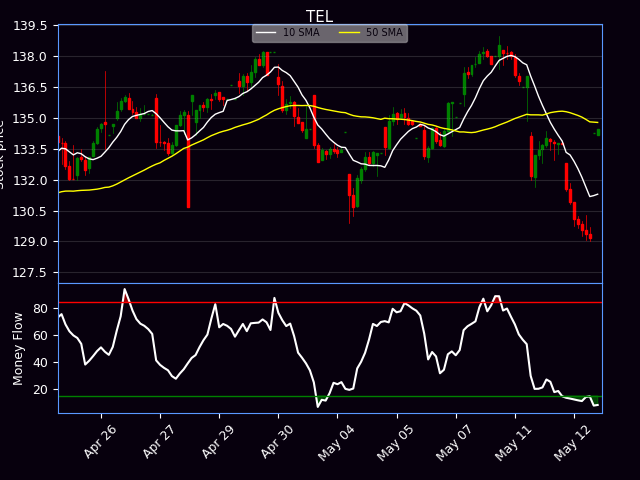 TEL
10 SMA
50 SMA
139.5
138.0
136.5
135.0
133.5
132.0
130.5
129.0
127.5
Stock price
80
60
40
20
Money Flow
Apr 26
Apr 27
Apr 29
Apr 30
May 04
May 05
May 07
May 11
May 12